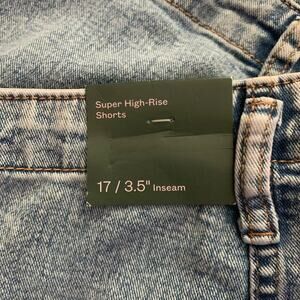 Super High-Rise
Shorts
17 / 3.5" Inseam